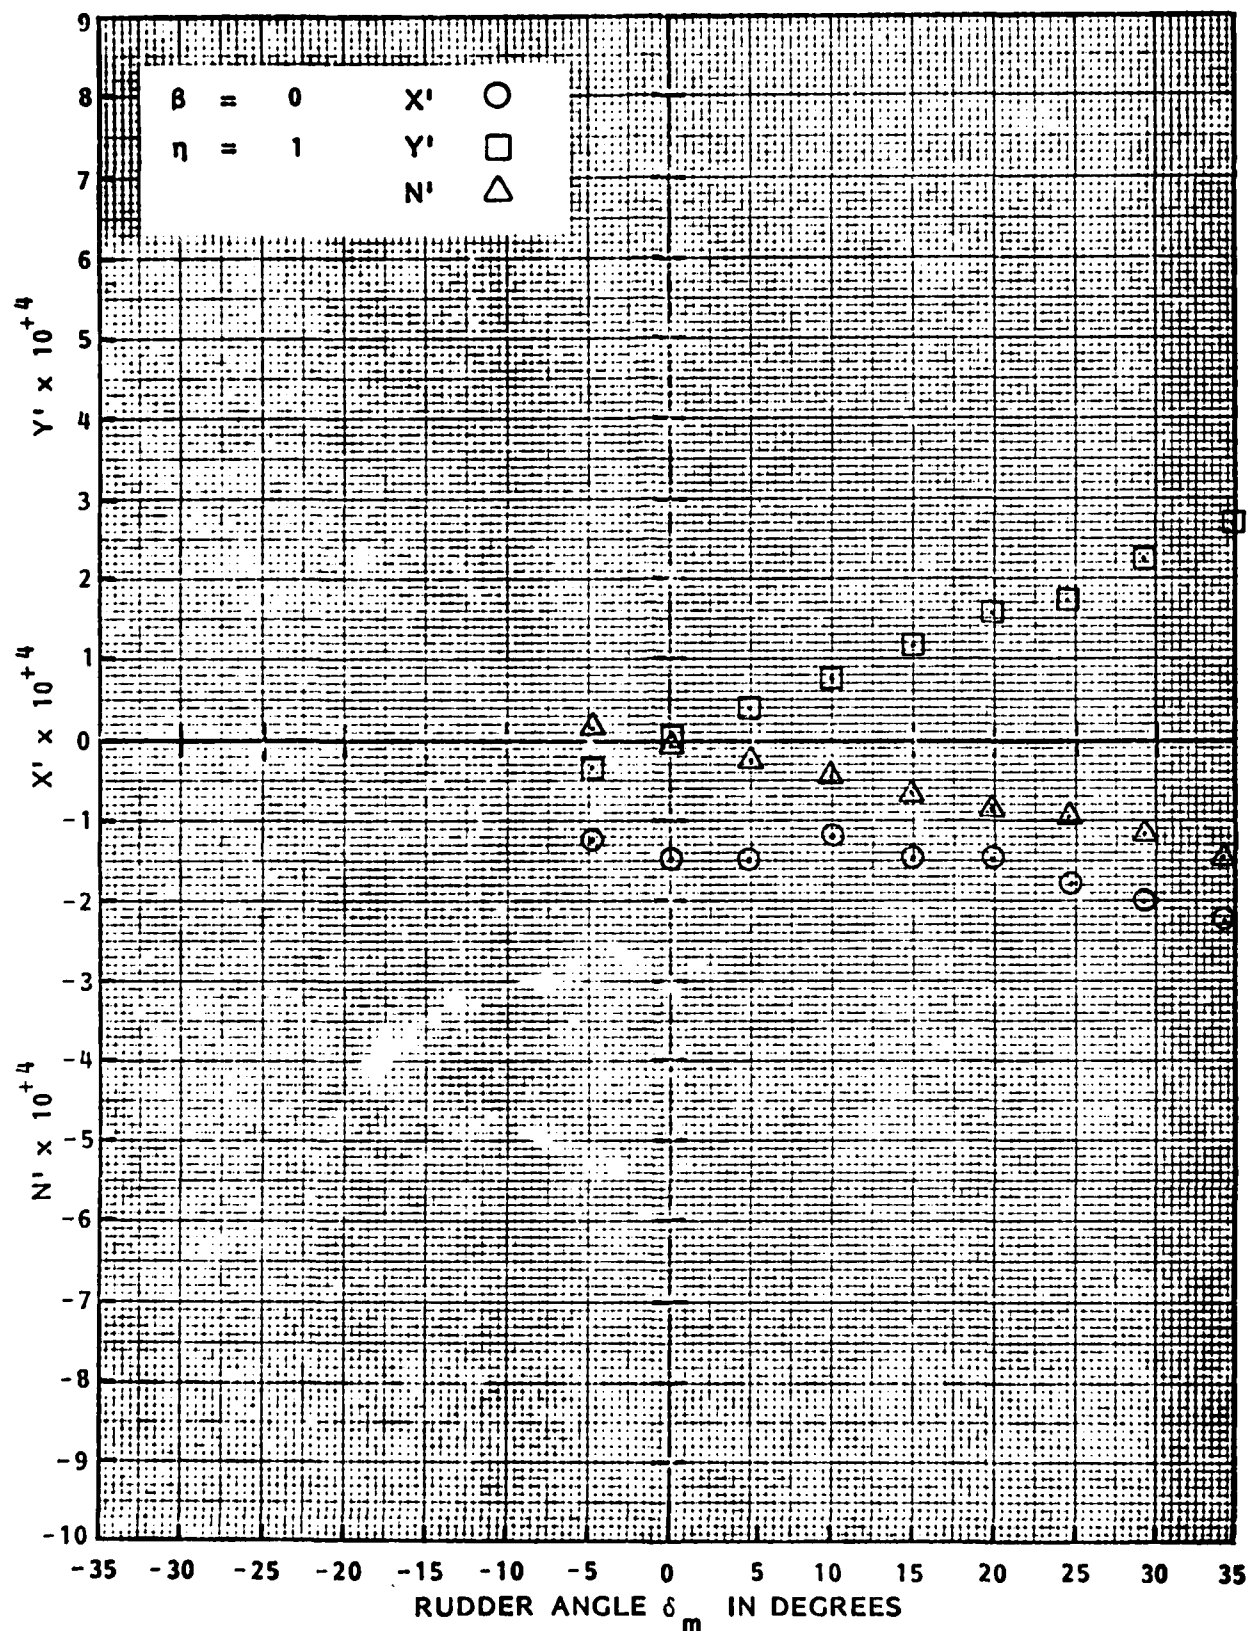 9
8
7
6
5
4
3
2
1
0
-1
-2
-3
-4
-5
-6
-7
-8
-9
-10
β = 0 X'
η = 1 Y'
N'
Y' x 10+4
X' x 10+4
N' x 10+4
-35 -30 -25 -20 -15 -10 -5 0 5 10 15 20 25 30 35
RUDDER ANGLE δm IN DEGREES